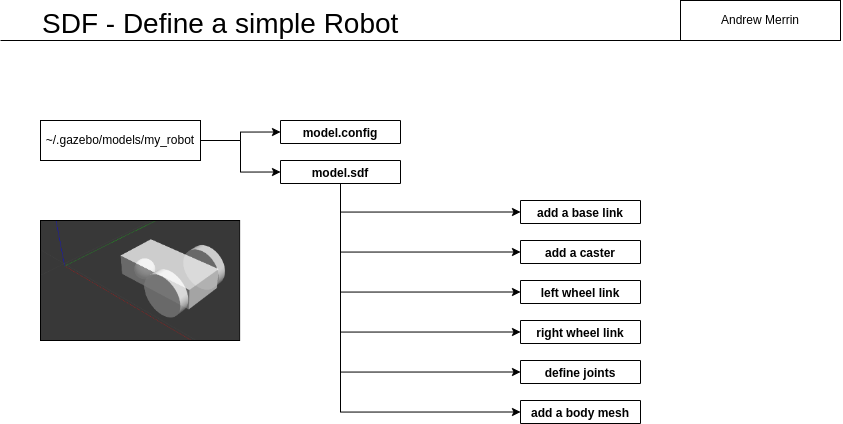 SDF - Define a simple Robot
Andrew Merrin
~/.gazebo/models/my_robot
model.config
model.sdf
add a base link
add a caster
left wheel link
right wheel link
define joints
add a body mesh